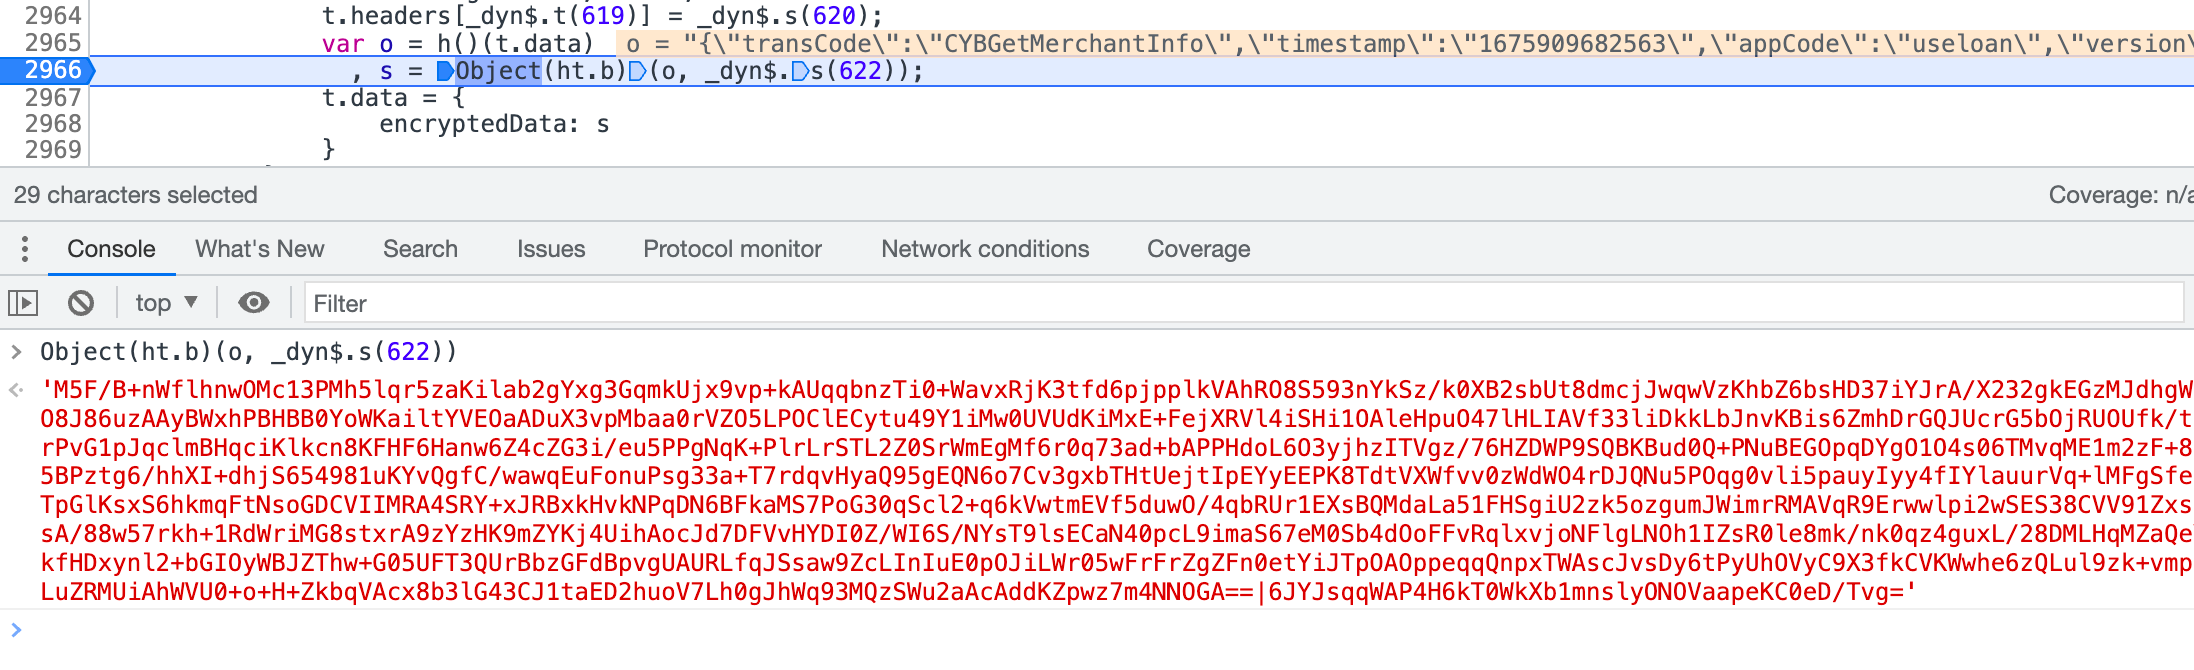 2964 t.headers[_dyn$.t(619)] = _dyn$.s(620);
2965 var o = h()(t.data) o = "{\"transCode\":\"CYBGetMerchantInfo\",\"timestamp\":\"1675909682563\",\"appCode\":\"useloan\",\"version\
2966 , s = Object(ht.b)(o, _dyn$.s(622));
2967 t.data = {
2968 encryptedData: s
2969 }
29 characters selected Coverage: n/a
Console What's New Search Issues Protocol monitor Network conditions Coverage
top ▼ Filter
> Object(ht.b)(o, _dyn$.s(622))
'M5F/B+nWflhnwOMc13PMh5lqr5zaKilab2gYxg3GqmkUjx9vp+kAUqqbnzTi0+WavxRjK3tfd6pjpplkVAhRO8S593nYkSz/k0XB2sbUt8dmcjJwqwVzKhbZ6bsHD37iYJrA/X232gkEGzMJdhgW
O8J86uzAAyBWxhPBHBB0YoWKailtYVEOaADuX3vpMbaa0rVZO5LPOClECytu49Y1iMw0UVUdKiMxE+FejXRVl4iSHi1OAleHpuO47lHLIAVf33liDkkLbJnvKBis6ZmhDrGQJUcrG5bOjRUOUfk/t
rPvG1pJqclmBHqciKlkcn8KFHF6Hanw6Z4cZG3i/eu5PPgNqK+PlrLrSTL2Z0SrWmEgMf6r0q73ad+bAPPHdoL6O3yjhzITVgz/76HZDWP9SQBKBud0Q+PNuBEGOpqDYgO1O4s06TMvqME1m2zF+8
5BPztg6/hhXI+dhjS654981uKYvQgfC/wawqEuFonuPsg33a+T7rdqvHyaQ95gEQN6o7Cv3gxbTHtUejtIpEYyEEPK8TdtVXWfvv0zWdWO4rDJQNu5POqg0vli5pauyIyy4fIYlauurVq+lMFgSfe
TpGlKsxS6hkmqFtNsoGDCVIIMRA4SRY+xJRBxkHvkNPqDN6BFkaMS7PoG30qScl2+q6kVwtmEVf5duwO/4qbRUr1EXsBQMdaLa51FHSgiU2zk5ozgumJWimrRMAVqR9Erwwlpi2wSES38CVV91Zxs
sA/88w57rkh+1RdWriMG8stxrA9zYzHK9mZYKj4UihAocJd7DFVvHYDI0Z/WI6S/NYsT9lsECaN40pcL9imaS67eM0Sb4dOoFFvRqlxvjoNFlgLNOh1IZsR0le8mk/nk0qz4guxL/28DMLHqMZaQe
kfHDxynl2+bGIOyWBJZThw+G05UFT3QUrBbzGFdBpvgUAURLfqJSsaw9ZcLInIuE0pOJiLWr05wFrFrZgZFn0etYiJTpOAOppeqqQnpxTWAscJvsDy6tPyUhOVyC9X3fkCVKWwhe6zQLul9zk+vmp
LuZRMUiAhWVU0+o+H+ZkbqVAcx8b3lG43CJ1taED2huoV7Lh0gJhWq93MQzSWu2aAcAddKZpwz7m4NNOGA==|6JYJsqqWAP4H6kT0WkXb1mnslyONOVaapeKC0eD/Tvg='